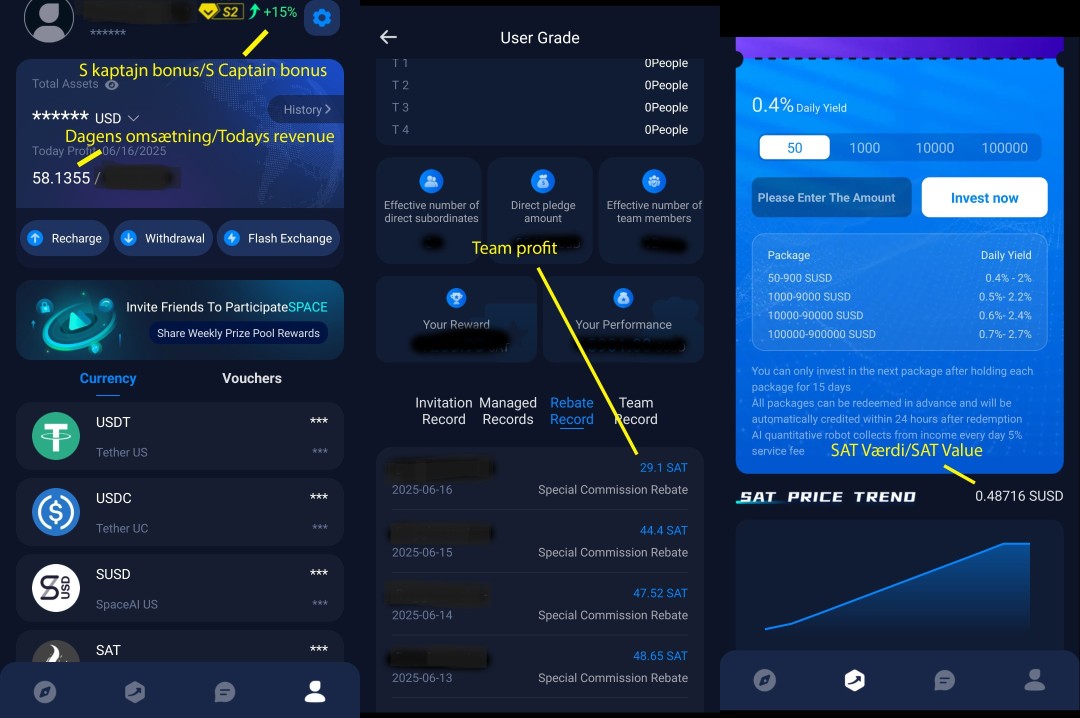 S2 +15%
******
S kaptajn bonus/S Captain bonus
Total Assets
History >
****** USD
Dagens omsætning/Todays revenue
Today Profit 06/16/2025
58.1355 /
Recharge
Withdrawal
Flash Exchange
Invite Friends To ParticipateSPACE
Share Weekly Prize Pool Rewards
Currency
Vouchers
USDT ***
Tether US ***
USDC ***
Tether UC ***
SUSD ***
SpaceAI US ***
SAT ***
User Grade
T 1 0People
T 2 0People
T 3 0People
T 4 0People
Effective number of
direct subordinates
Direct pledge
amount
Effective number of
team members
Team profit
Your Reward
Your Performance
Invitation
Record
Managed
Records
Rebate
Record
Team
Record
29.1 SAT
2025-06-16 Special Commission Rebate
44.4 SAT
2025-06-15 Special Commission Rebate
47.52 SAT
2025-06-14 Special Commission Rebate
48.65 SAT
2025-06-13 Special Commission Rebate
0.4% Daily Yield
50 1000 10000 100000
Please Enter The Amount
Invest now
Package Daily Yield
50-900 SUSD 0.4%- 2%
1000-9000 SUSD 0.5%- 2.2%
10000-90000 SUSD 0.6%- 2.4%
100000-900000 SUSD 0.7%- 2.7%
You can only invest in the next package after holding each
package for 15 days
All packages can be redeemed in advance and will be
automatically credited within 24 hours after redemption
AI quantitative robot collects from income every day 5%
service fee
SAT Værdi/SAT Value
SAT PRICE TREND 0.48716 SUSD